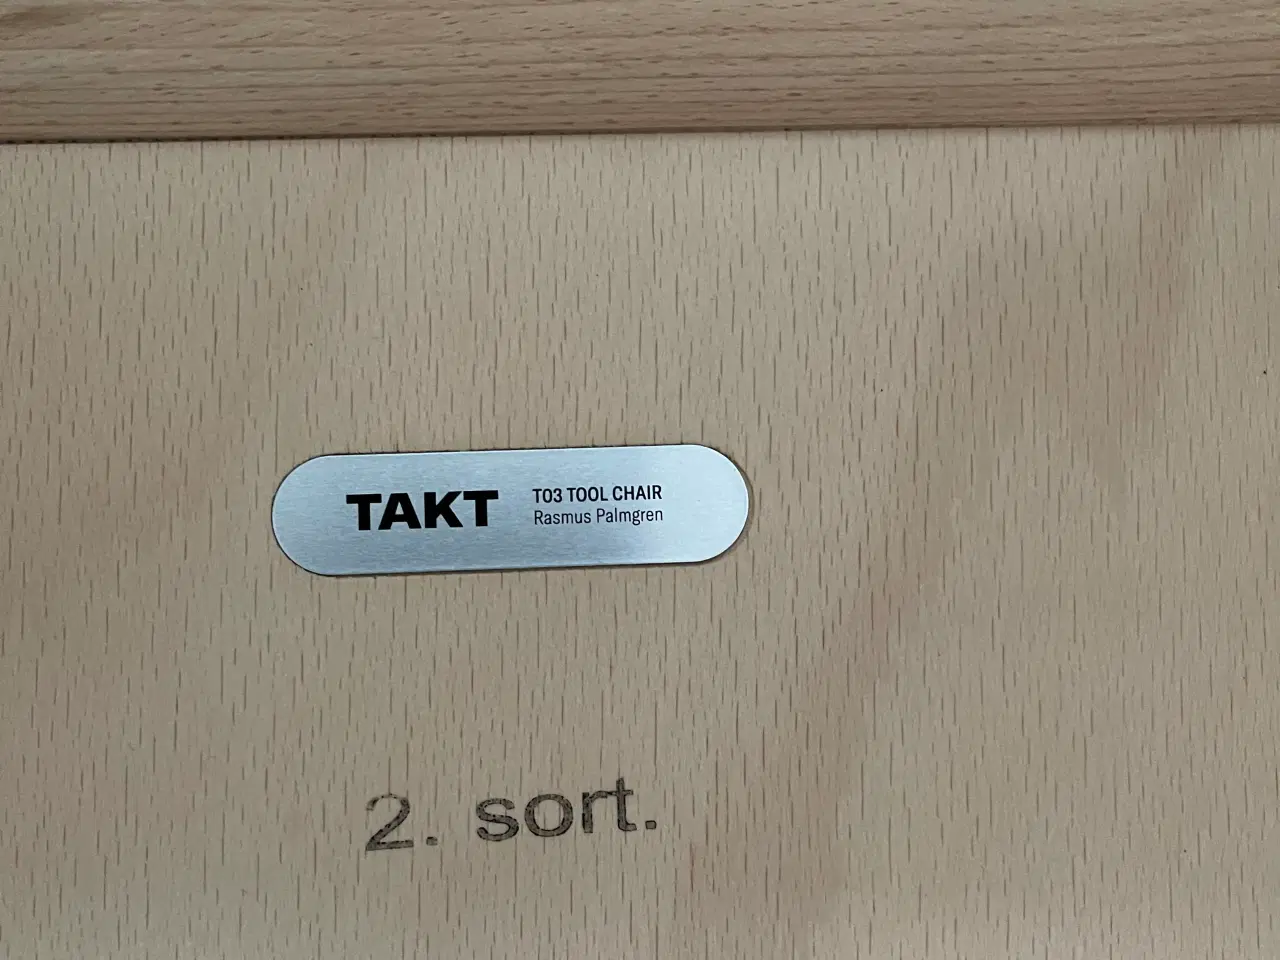 TAKT
T03 TOOL CHAIR
Rasmus Palmgren
2. sort.